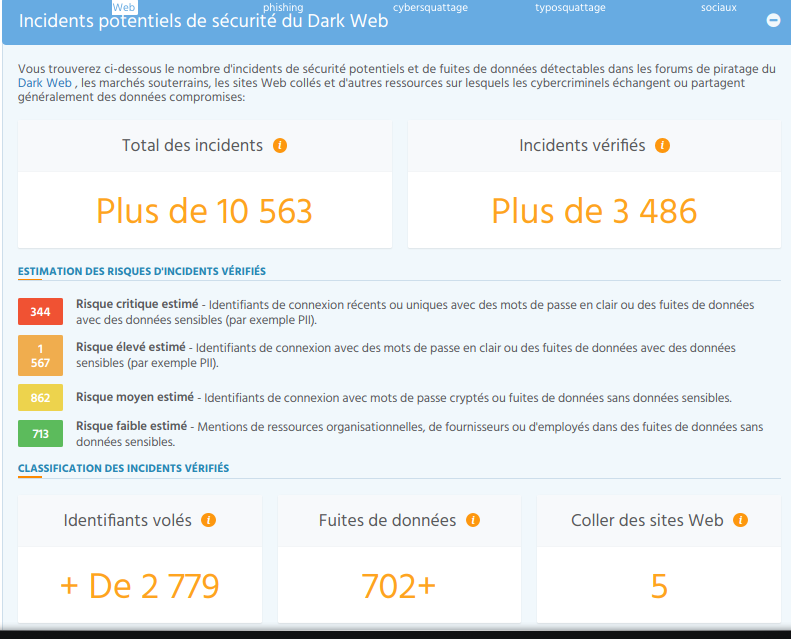 Web phishing cybersquattage typosquattage sociaux
Incidents potentiels de sécurité du Dark Web
Vous trouverez ci-dessous le nombre d'incidents de sécurité potentiels et de fuites de données détectables dans les forums de piratage du
Dark Web , les marchés souterrains, les sites Web collés et d'autres ressources sur lesquels les cybercriminels échangent ou partagent
généralement des données compromises:
Total des incidents i
Incidents vérifiés i
Plus de 10 563
Plus de 3 486
ESTIMATION DES RISQUES D'INCIDENTS VÉRIFIÉS
344
Risque critique estimé - Identifiants de connexion récents ou uniques avec des mots de passe en clair ou des fuites de données
avec des données sensibles (par exemple PII).
1
567
Risque élevé estimé - Identifiants de connexion avec des mots de passe en clair ou des fuites de données avec des données
sensibles (par exemple PII).
862
Risque moyen estimé - Identifiants de connexion avec mots de passe cryptés ou fuites de données sans données sensibles.
713
Risque faible estimé - Mentions de ressources organisationnelles, de fournisseurs ou d'employés dans des fuites de données sans
données sensibles.
CLASSIFICATION DES INCIDENTS VÉRIFIÉS
Identifiants volés i
Fuites de données i
Coller des sites Web i
+ De 2 779
702+
5